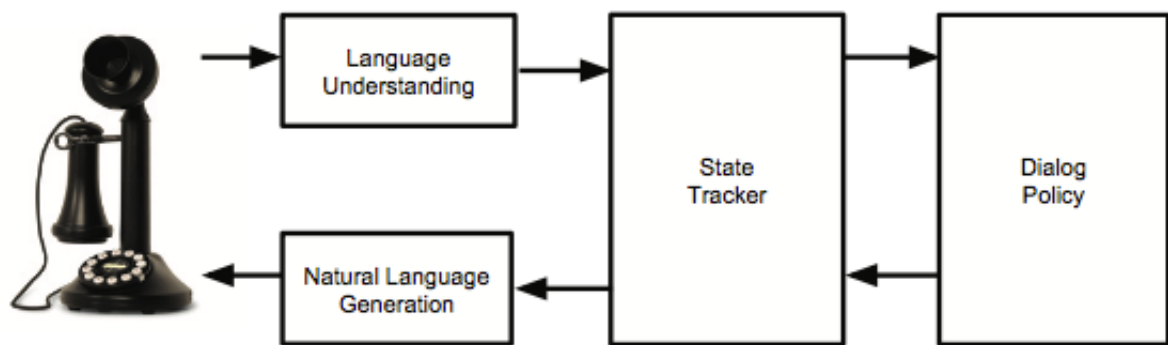 Language
Understanding
State
Tracker
Dialog
Policy
Natural Language
Generation